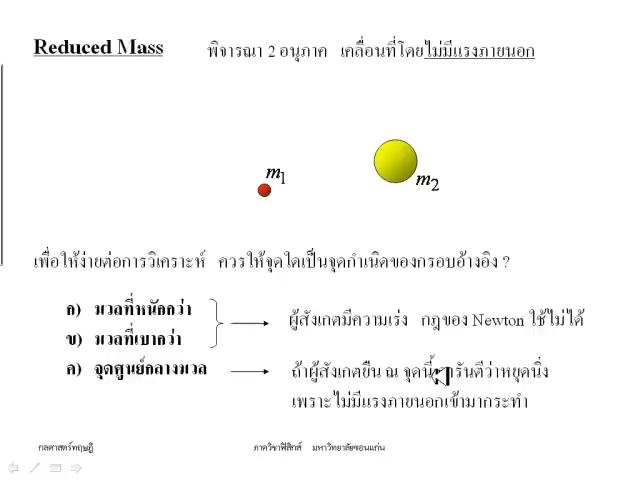 Reduced Mass พิจารณา 2 อนุภาค เคลื่อนที่โดยไม่มีแรงภายนอก
m1
m2
เพื่อให้ง่ายต่อการวิเคราะห์ ควรให้จุดใดเป็นจุดกำเนิดของกรอบอ้างอิง ?
ก) มวลที่หนักกว่า
ข) มวลที่เบากว่า
ผู้สังเกตมีความเร่ง กฎของ Newton ใช้ไม่ได้
ค) จุดศูนย์กลางมวล
ถ้าผู้สังเกตยืน ณ จุดนี้ รันตีว่าหยุดนิ่ง
เพราะไม่มีแรงภายนอกเข้ามากระทำ
กลศาสตร์ทฤษฎี ภาควิชาฟิสิกส์ มหาวิทยาลัยขอนแก่น